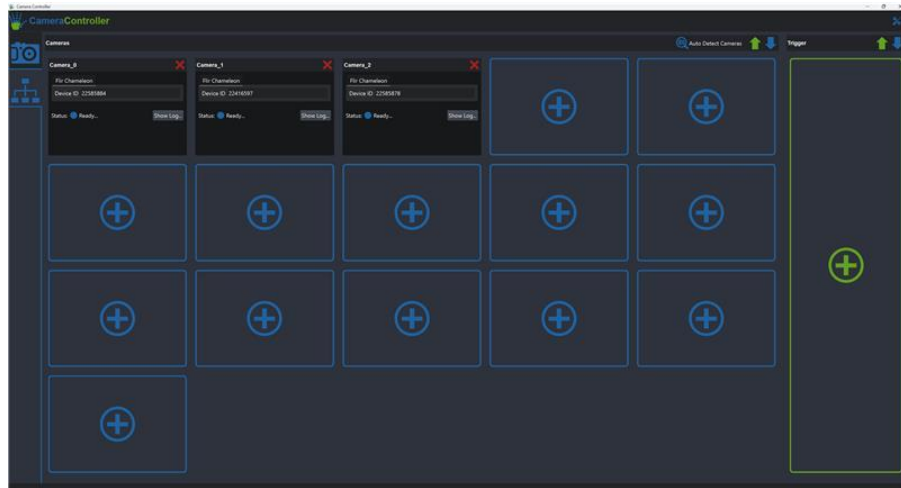 CameraController
CameraController
Cameras
Auto Detect Cameras
Trigger
Camera_0
Flir Chameleon
Device ID: 22585884
Status: Ready...
Show Log...
Camera_1
Flir Chameleon
Device ID: 22416597
Status: Ready...
Show Log...
Camera_2
Flir Chameleon
Device ID: 22585878
Status: Ready...
Show Log...